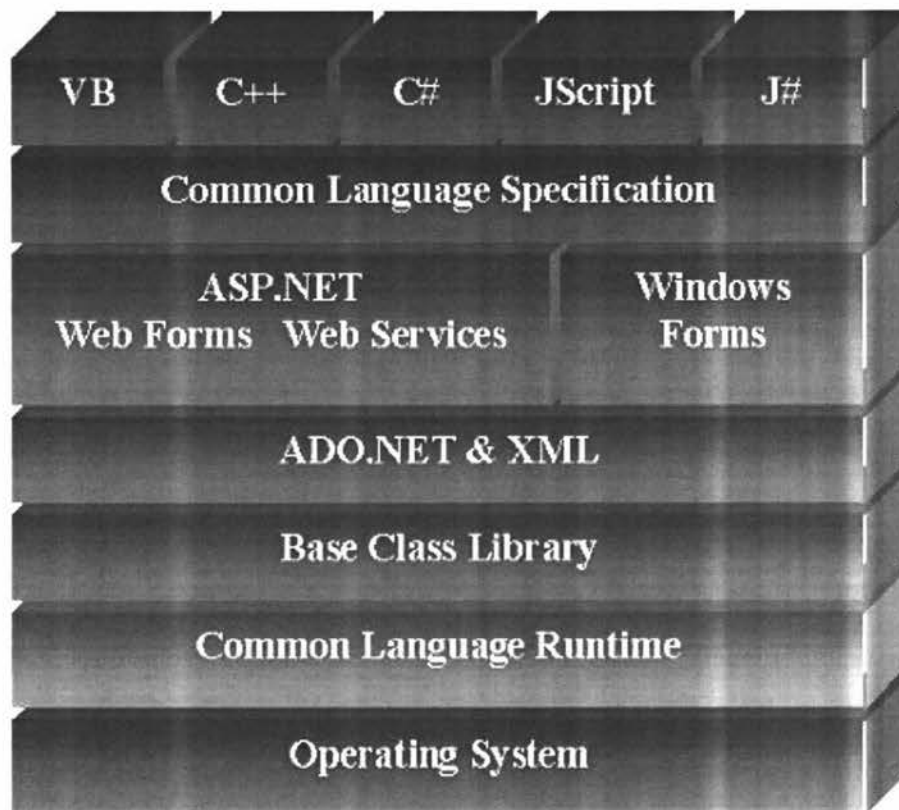 VB C++ C# JScript J#
Common Language Specification
ASP.NET Windows
Web Forms Web Services Forms
ADO.NET & XML
Base Class Library
Common Language Runtime
Operating System